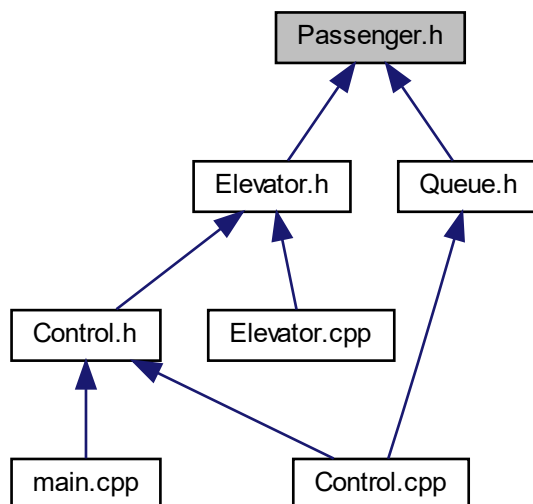 Passenger.h
Elevator.h
Queue.h
Control.h
Elevator.cpp
main.cpp
Control.cpp